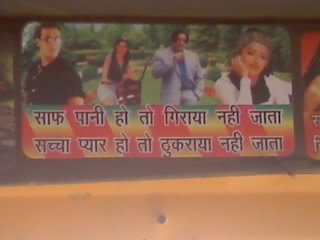 साफ पानी हो तो गिराया नही जाता
सच्चा प्यार हो तो ठुकराया नही जाता